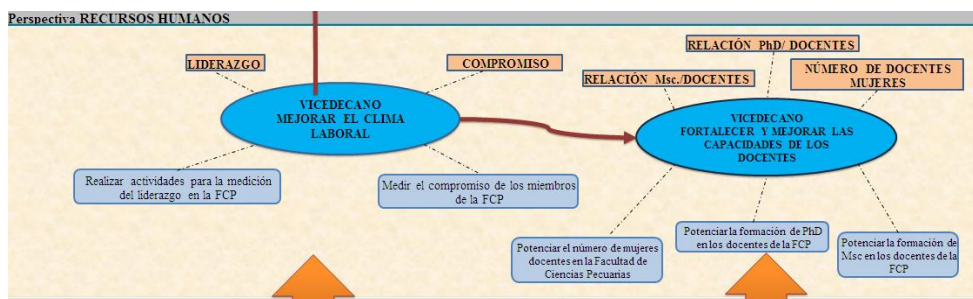 Perspectiva RECURSOS HUMANOS
LIDERAZGO
COMPROMISO
RELACIÓN PhD/ DOCENTES
RELACIÓN Msc./DOCENTES
NÚMERO DE DOCENTES
MUJERES
VICEDECANO
MEJORAR EL CLIMA
LABORAL
VICEDECANO
FORTALECER Y MEJORAR LAS
CAPACIDADES DE LOS
DOCENTES
Realizar actividades para la medición
del liderazgo en la FCP
Medir el compromiso de los miembros
de la FCP
Potenciar el número de mujeres
docentes en la Facultad de
Ciencias Pecuarias
Potenciar la formación de PhD
en los docentes de la FCP
Potenciar la formación de
Msc en los docentes de la
FCP